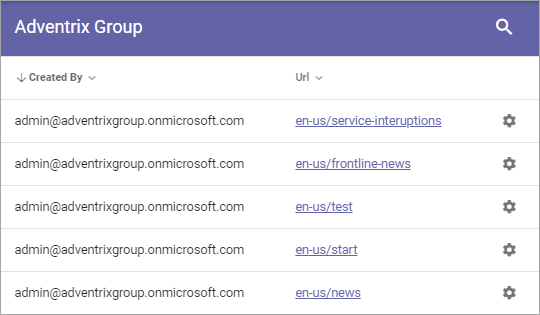 Adventrix Group
Created By Url
admin@adventrixgroup.onmicrosoft.com en-us/service-interuptions
admin@adventrixgroup.onmicrosoft.com en-us/frontline-news
admin@adventrixgroup.onmicrosoft.com en-us/test
admin@adventrixgroup.onmicrosoft.com en-us/start
admin@adventrixgroup.onmicrosoft.com en-us/news